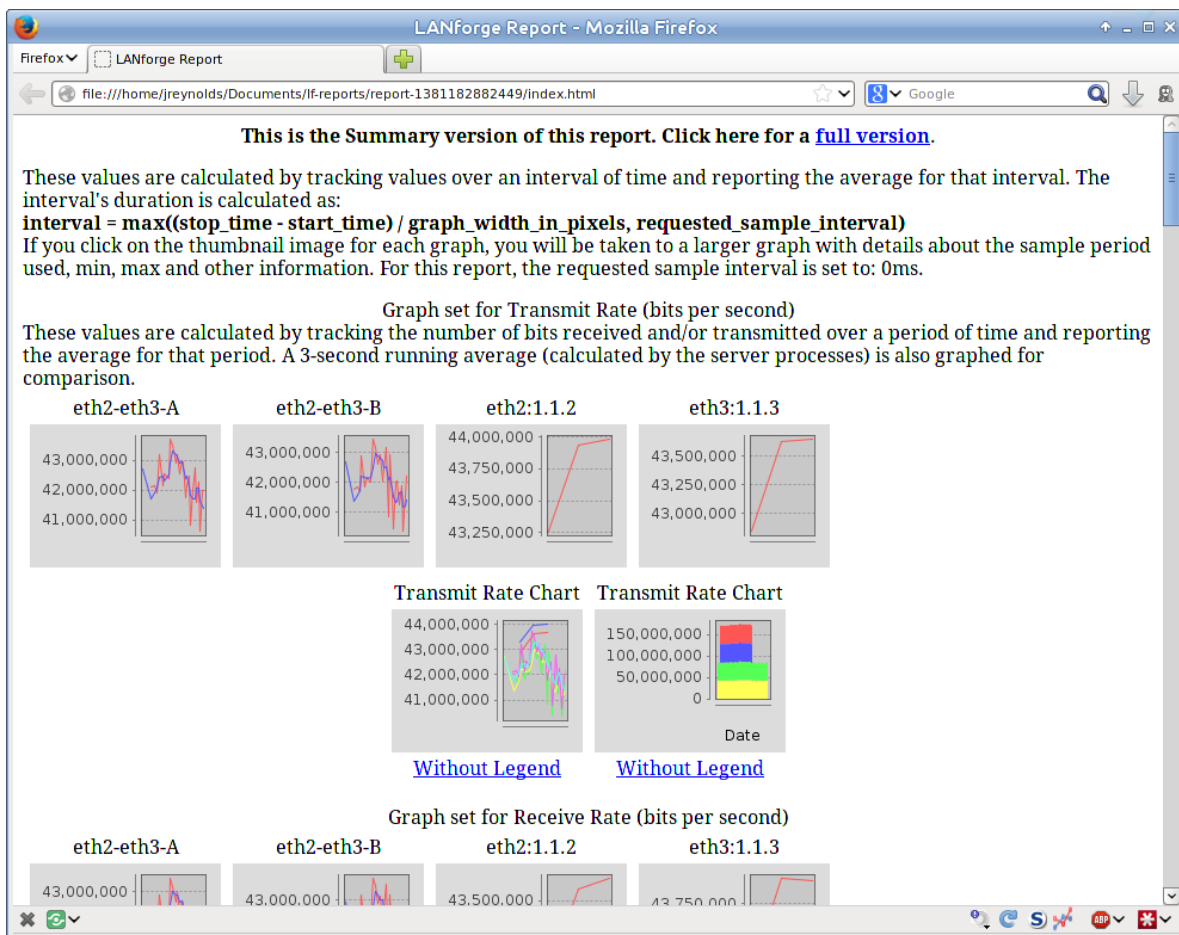 LANforge Report - Mozilla Firefox
Firefox
LANforge Report
file:///home/jreynolds/Documents/lf-reports/report-1381182882449/index.html
Google
This is the Summary version of this report. Click here for a full version.
These values are calculated by tracking values over an interval of time and reporting the average for that interval. The
interval's duration is calculated as:
interval = max((stop_time - start_time) / graph_width_in_pixels, requested_sample_interval)
If you click on the thumbnail image for each graph, you will be taken to a larger graph with details about the sample period
used, min, max and other information. For this report, the requested sample interval is set to: 0ms.
Graph set for Transmit Rate (bits per second)
These values are calculated by tracking the number of bits received and/or transmitted over a period of time and reporting
the average for that period. A 3-second running average (calculated by the server processes) is also graphed for
comparison.
eth2-eth3-A eth2-eth3-B eth2:1.1.2 eth3:1.1.3
43,000,000
42,000,000
41,000,000
43.000,000
42,000,000
41,000,000
44,000,000
43,750,000
43,500,000
43,250,000
43,500,000
43,250,000
43,000,000
Transmit Rate Chart Transmit Rate Chart
44,000,000
43,000,000
42,000,000
41,000,000
150,000,000
100,000,000
50,000,000
0
Date
Without Legend Without Legend
Graph set for Receive Rate (bits per second)
eth2-eth3-A eth2-eth3-B eth2:1.1.2 eth3:1.1.3
43,000,000
43.000.000
43,500,000
43 750 000
S
ABP